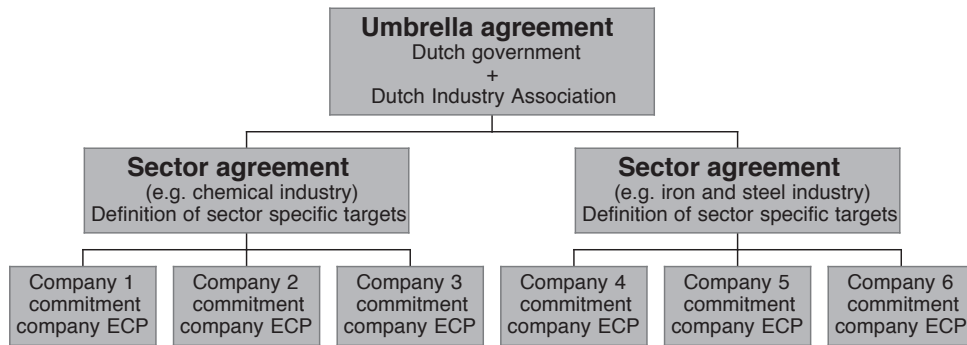 Umbrella agreement
Dutch government
+
Dutch Industry Association
Sector agreement
(e.g. chemical industry)
Definition of sector specific targets
Sector agreement
(e.g. iron and steel industry)
Definition of sector specific targets
Company 1
commitment
company ECP
Company 2
commitment
company ECP
Company 3
commitment
company ECP
Company 4
commitment
company ECP
Company 5
commitment
company ECP
Company 6
commitment
company ECP